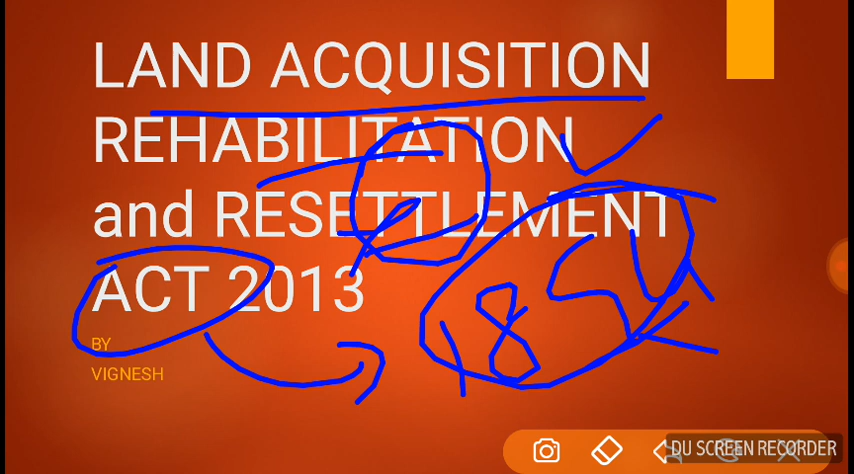 LAND ACQUISITION
REHABILITATION
and RESETTLEMENT
ACT 2013
BY
VIGNESH
DU SCREEN RECORDER